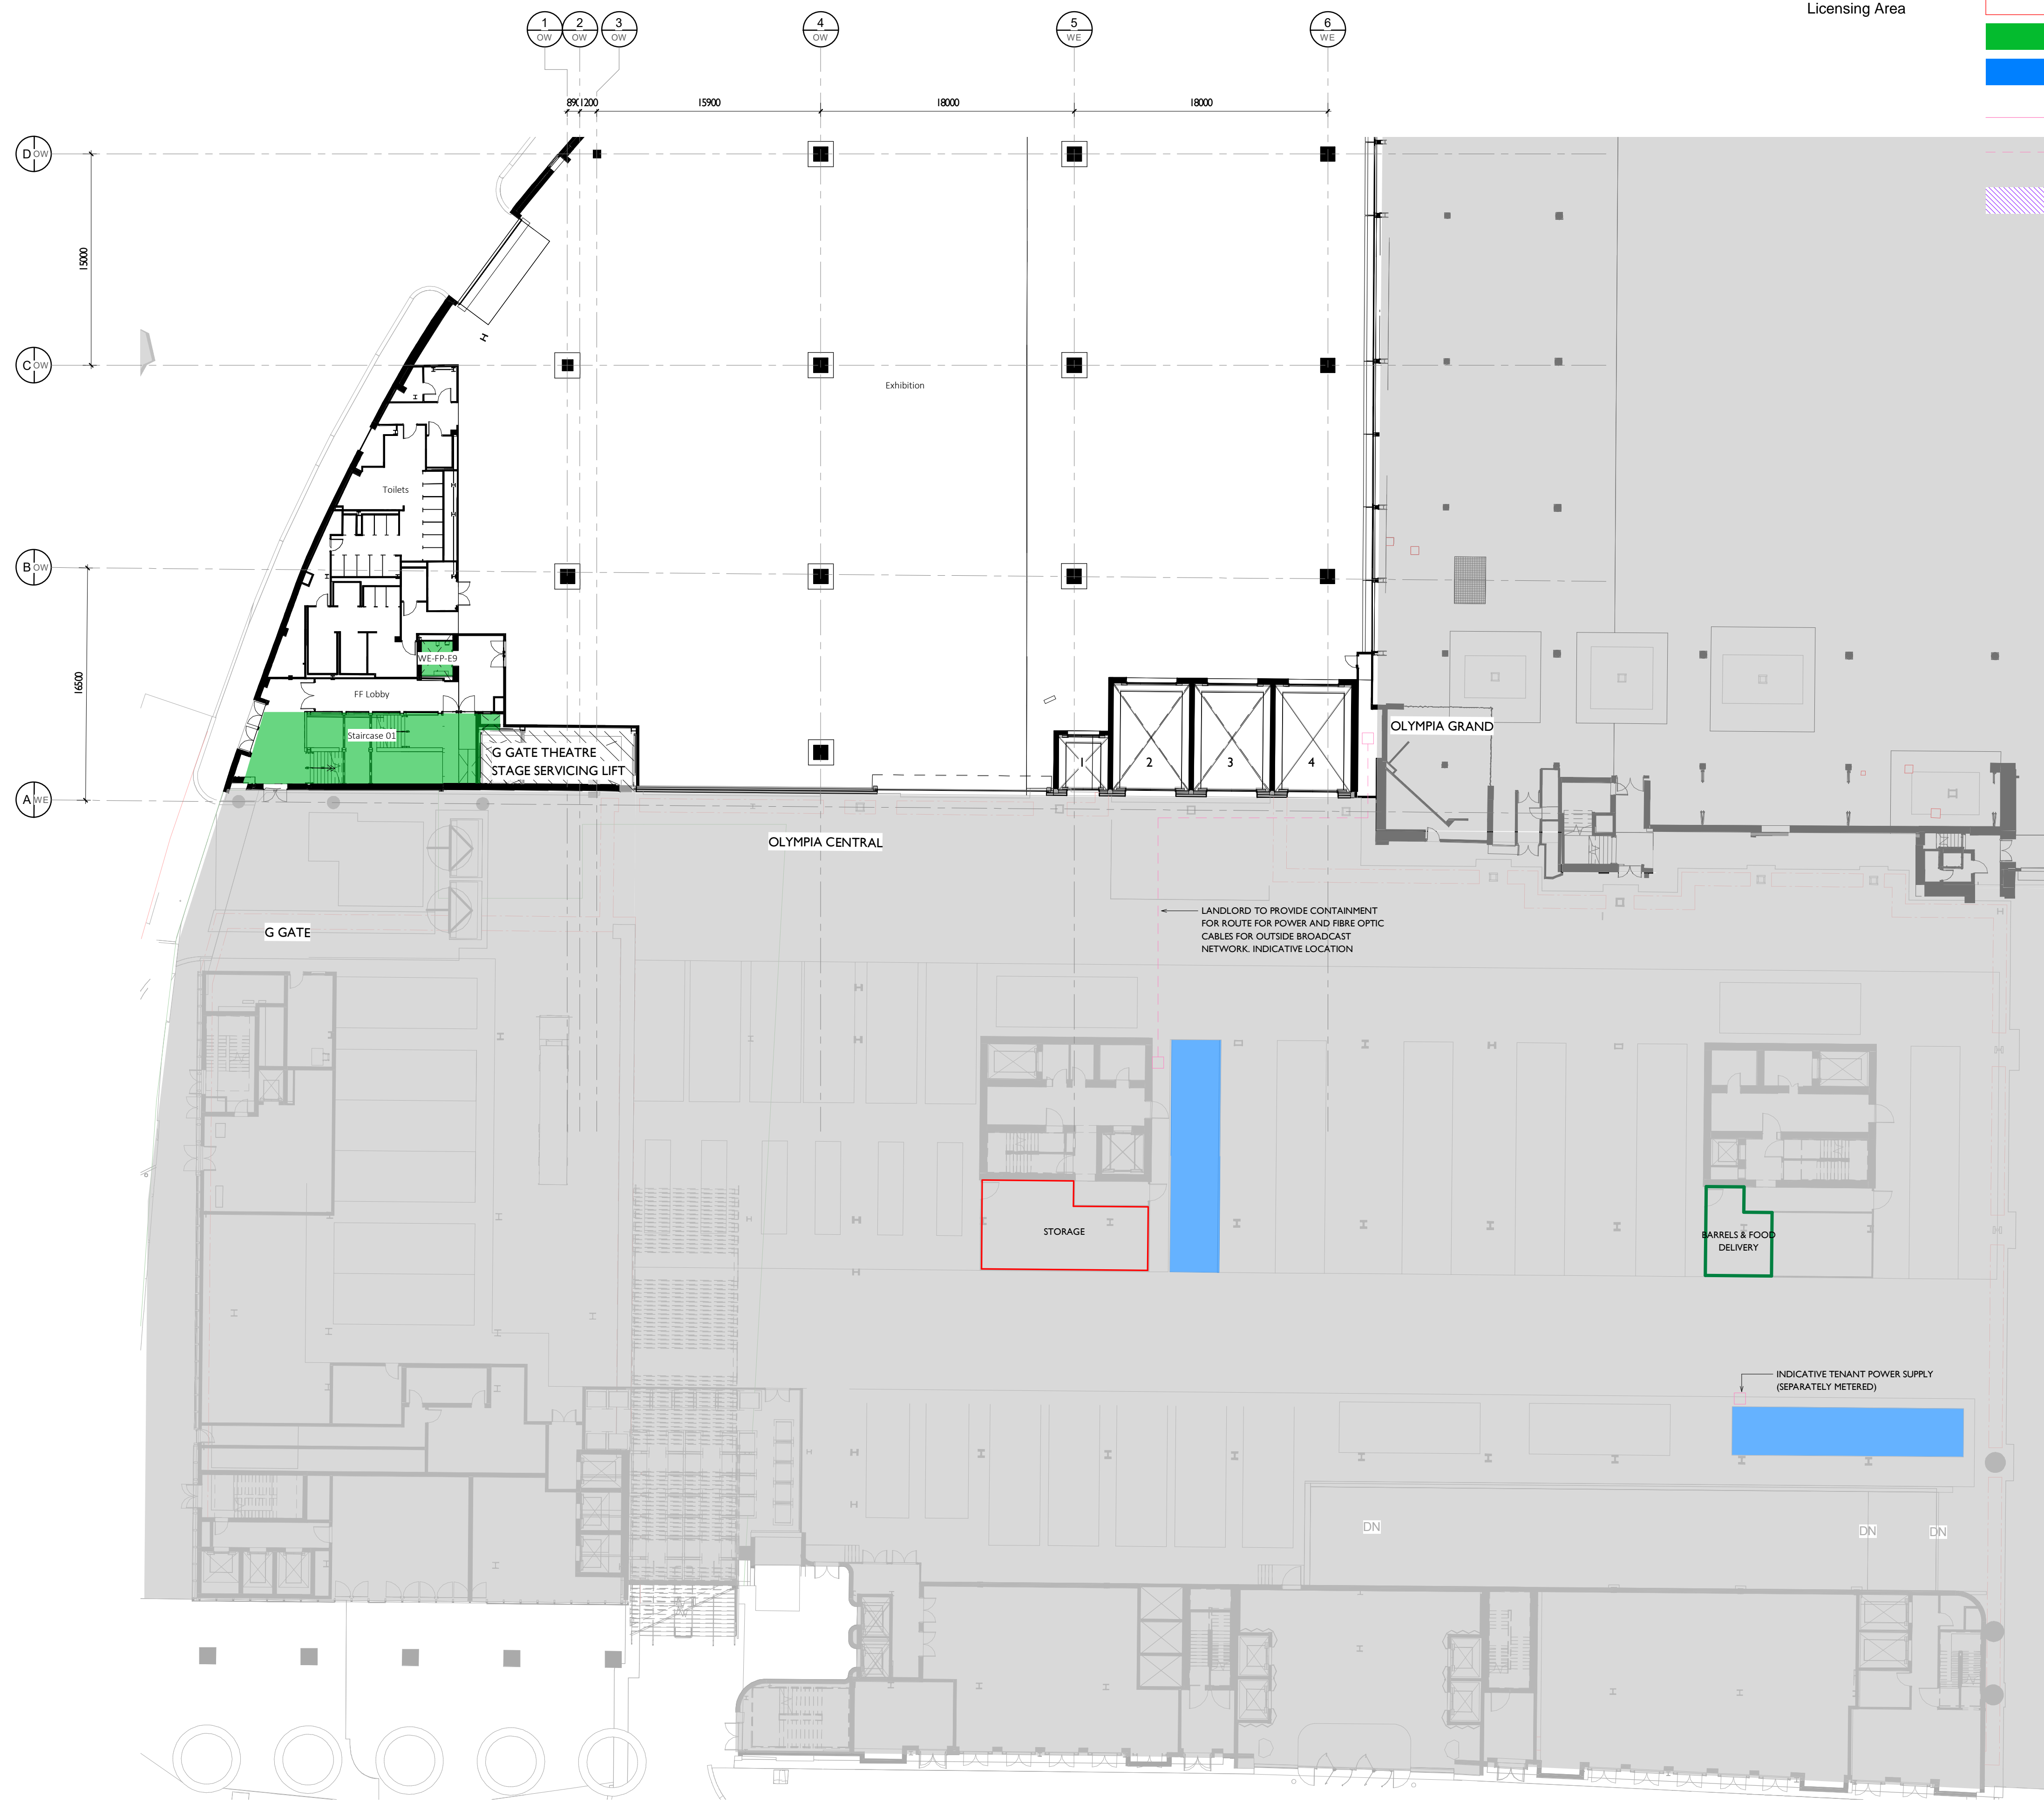 Licensing Area
1
OW
2
OW
3
OW
4
OW
5
WE
6
WE
1200
15900
18000
18000
D OW
15000
C OW
Exhibition
Toilets
B OW
WE-FP-E9
16500
FF Lobby
Staircase 01
G GATE THEATRE
STAGE SERVICING LIFT
OLYMPIA GRAND
1
2
3
4
A WE
OLYMPIA CENTRAL
LANDLORD TO PROVIDE CONTAINMENT
FOR ROUTE FOR POWER AND FIBRE OPTIC
CABLES FOR OUTSIDE BROADCAST
NETWORK. INDICATIVE LOCATION
G GATE
STORAGE
BARRELS & FOOD
DELIVERY
INDICATIVE TENANT POWER SUPPLY
(SEPARATELY METERED)
DN
DN
DN